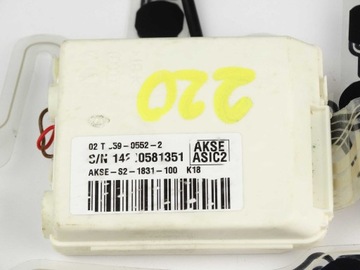 220
02 T 59-0552-2
S/N 14 0581351
AKSE
ASIC2
AKSE-S2-1831-100 K18